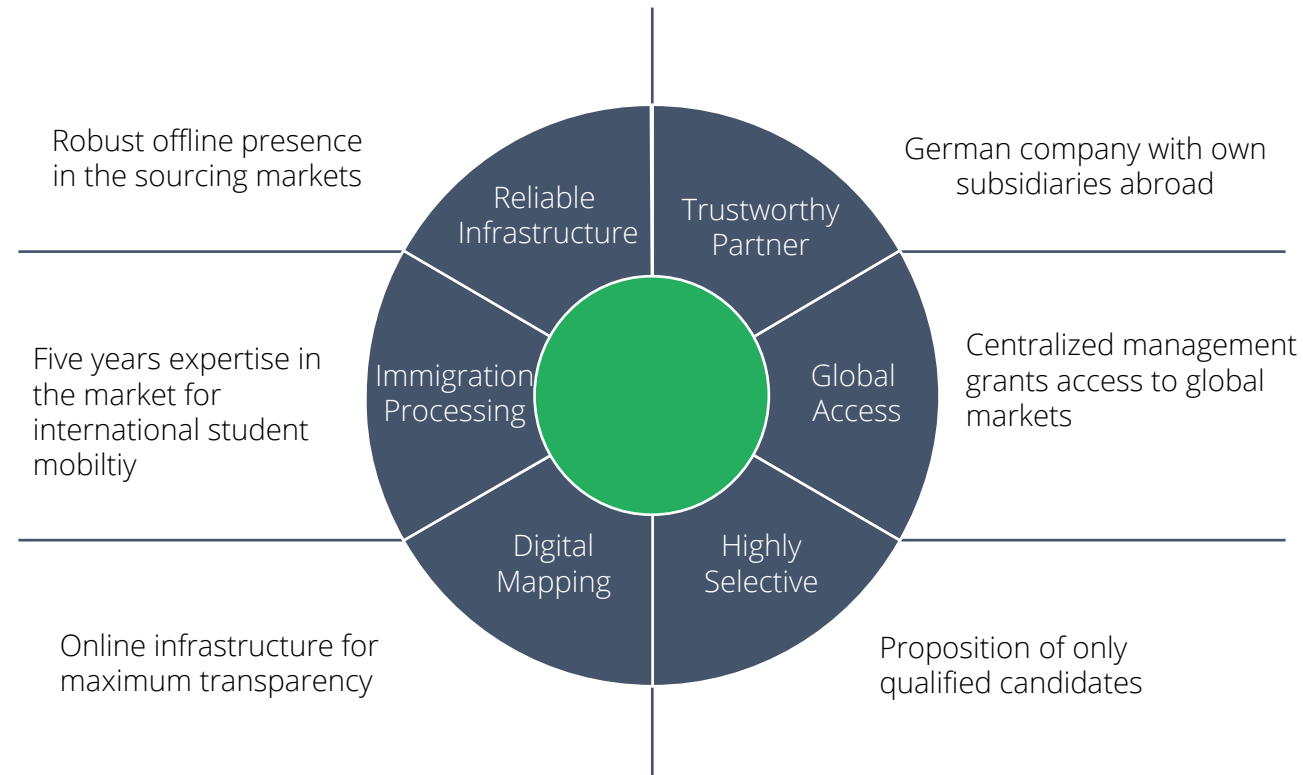 Robust offline presence
in the sourcing markets
Reliable
Infrastructure
Trustworthy
Partner
German company with own
subsidiaries abroad
Five years expertise in
the market for
international student
mobiltiy
Immigration
Processing
Global
Access
Centralized management
grants access to global
markets
Digital
Mapping
Highly
Selective
Online infrastructure for
maximum transparency
Proposition of only
qualified candidates